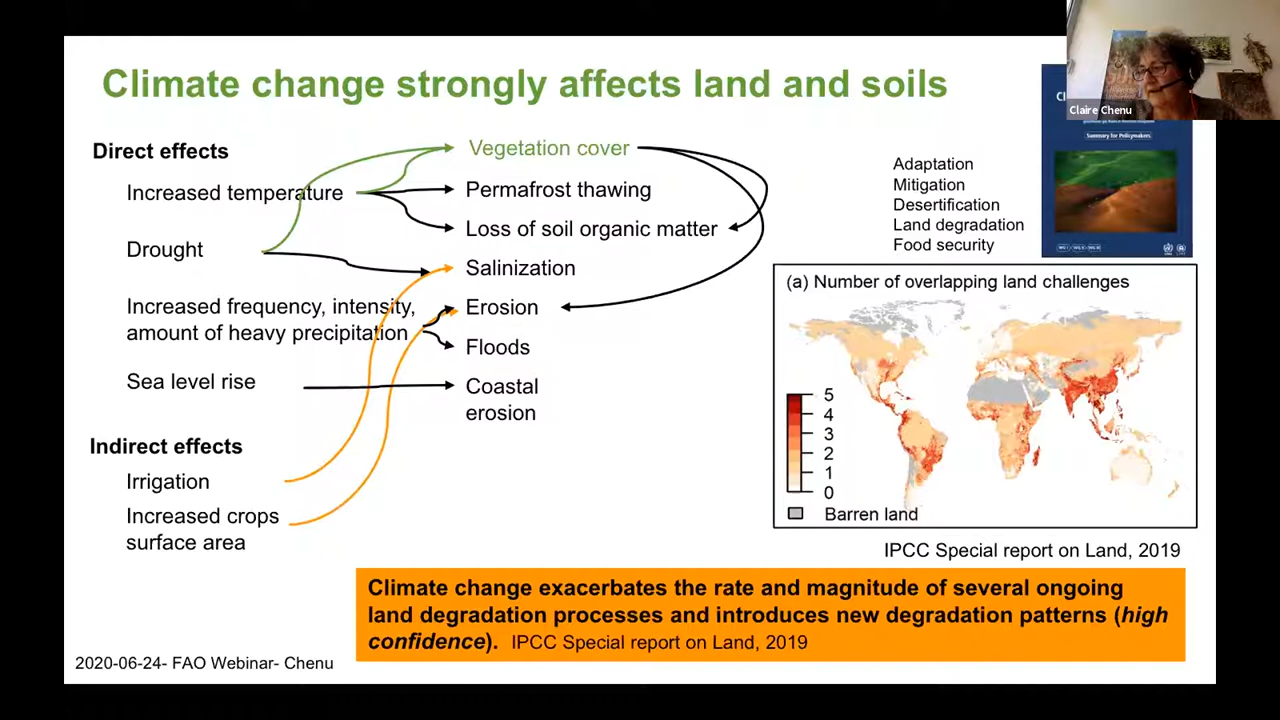 Climate change strongly affects land and soils
Claire Chenu
Summary for Policymakers
Direct effects
Increased temperature
Drought
Increased frequency, intensity,
amount of heavy precipitation
Sea level rise
Indirect effects
Irrigation
Increased crops
surface area
Vegetation cover
Permafrost thawing
Loss of soil organic matter
Salinization
Erosion
Floods
Coastal
erosion
Adaptation
Mitigation
Desertification
Land degradation
Food security
(a) Number of overlapping land challenges
5
4
3
2
1
0
Barren land
IPCC Special report on Land, 2019
Climate change exacerbates the rate and magnitude of several ongoing
land degradation processes and introduces new degradation patterns (high
confidence). IPCC Special report on Land, 2019
2020-06-24- FAO Webinar- Chenu